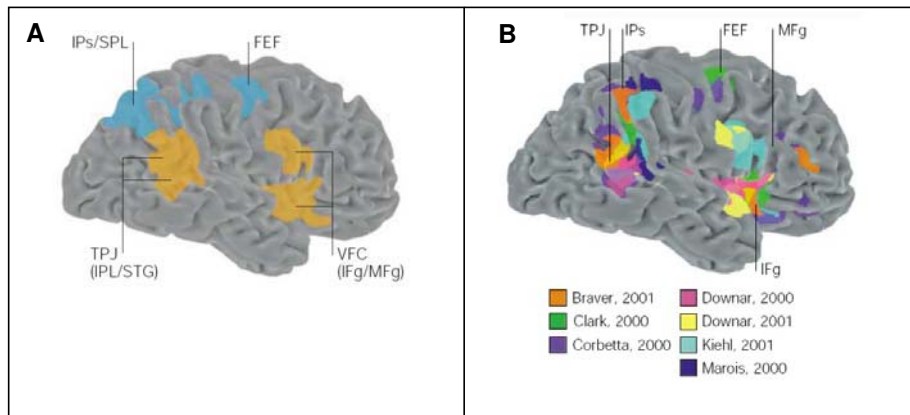 A
IPs/SPL
FEF
TPJ
(IPL/STG)
VFC
(IFg/MFg)
B
TPJ
IPs
FEF
MFg
IFg
Braver, 2001
Clark, 2000
Corbetta, 2000
Downar, 2000
Downar, 2001
Kiehl, 2001
Marois, 2000